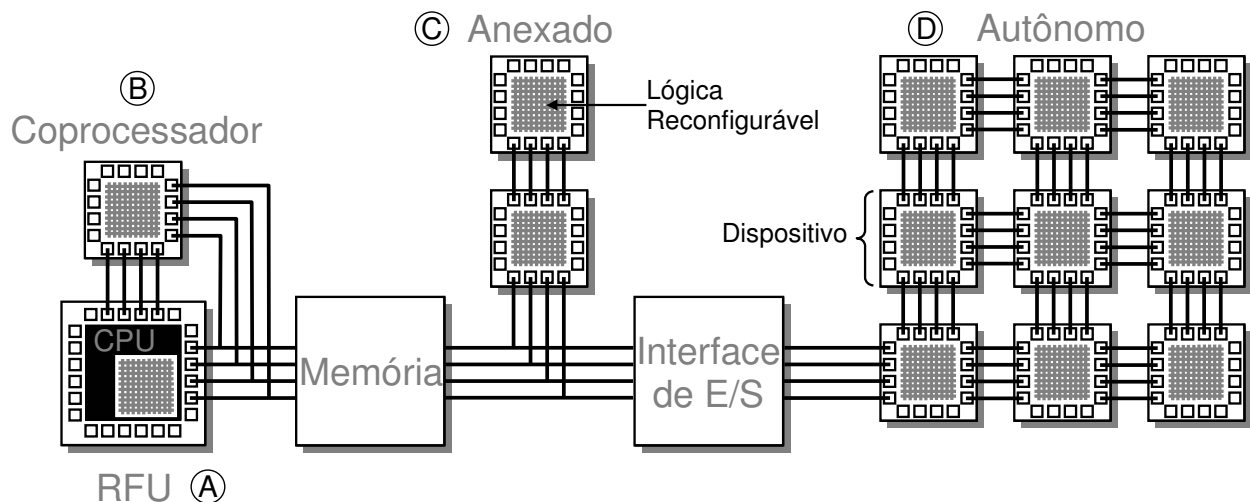 Ⓒ Anexado
Ⓓ Autônomo
Ⓑ
Coprocessador
Lógica
Reconfigurável
Dispositivo
CPU
Memória
Interface
de E/S
RFU Ⓐ